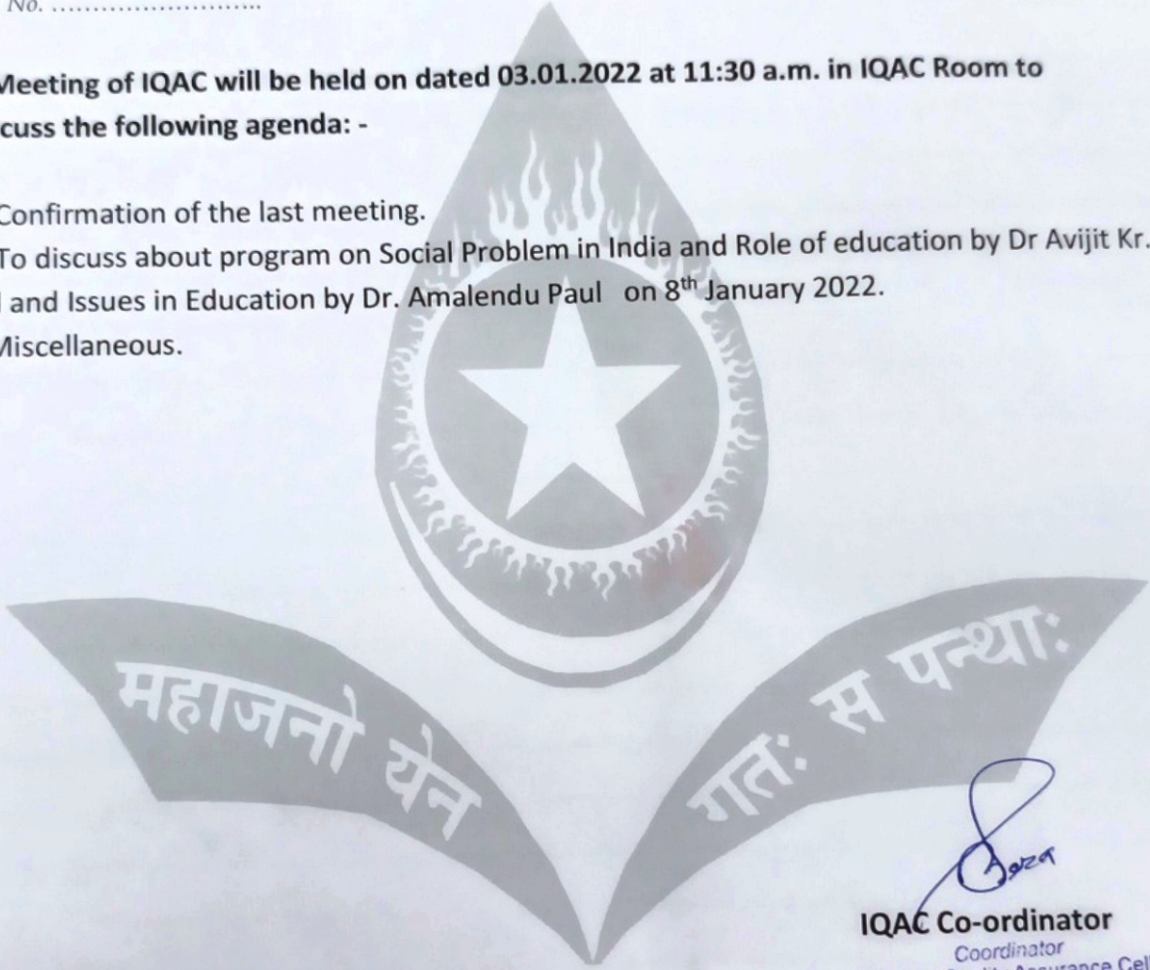 No. ............................
Meeting of IQAC will be held on dated 03.01.2022 at 11:30 a.m. in IQAC Room to
cuss the following agenda: -
Confirmation of the last meeting.
To discuss about program on Social Problem in India and Role of education by Dr Avijit Kr.
and Issues in Education by Dr. Amalendu Paul on 8th January 2022.
Miscellaneous.
महाजनो येन
गतः स पन्थाः
IQAC Co-ordinator
Coordinator
Assurance Cell